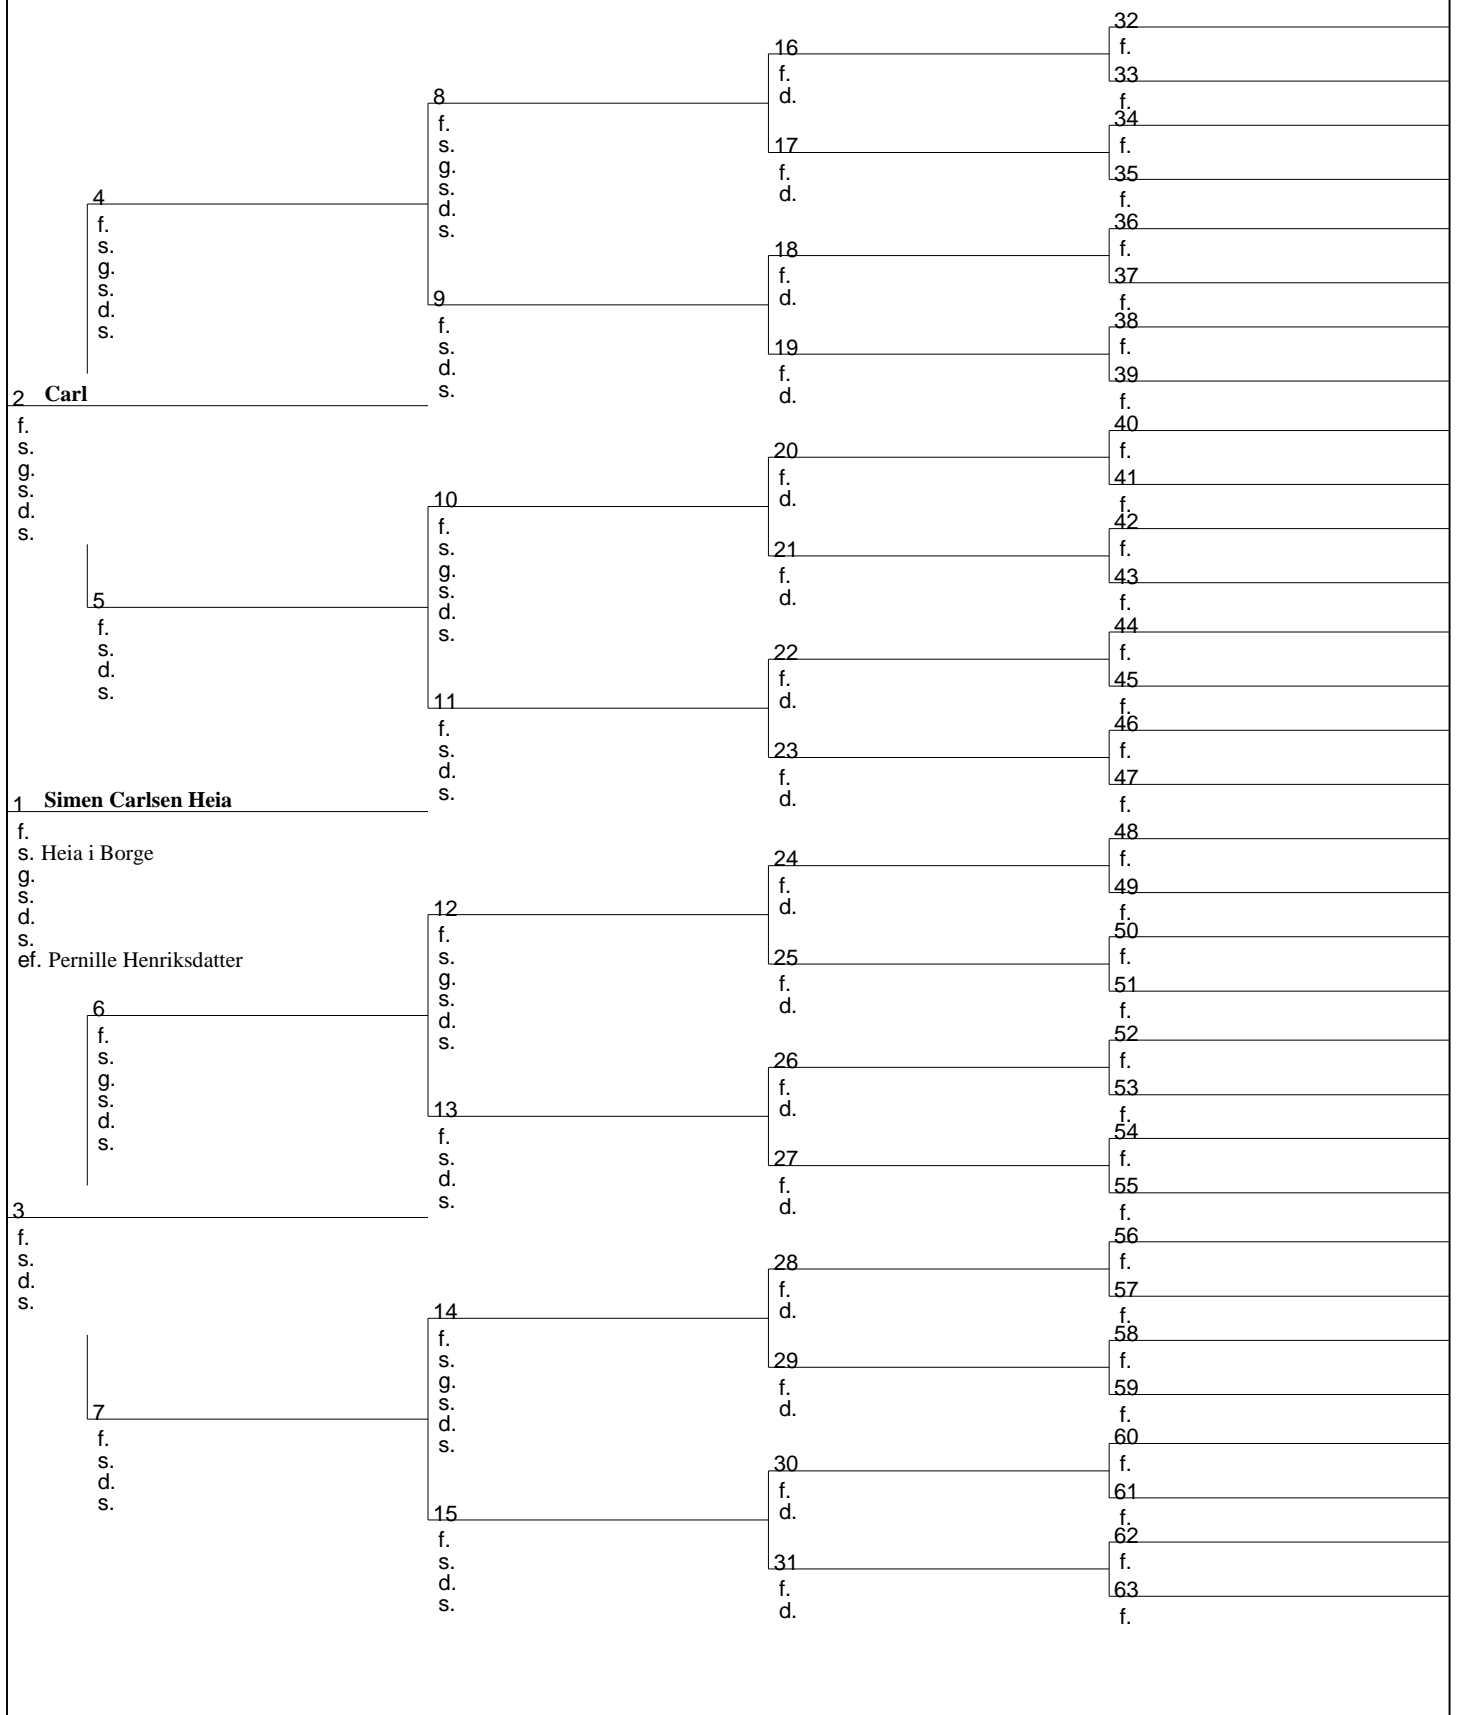 32
16
f.
f.
33
d.
8
f.
f.
34
s.
17
f.
g.
f.
35
4
s.
d.
f.
f.
d.
36
s.
s.
18
f.
g.
f.
37
s.
9
d.
f.
d.
f.
38
s.
s.
19
f.
d.
f.
39
2 Carl
s.
d.
f.
f.
40
s.
20
f.
g.
f.
41
s.
10
d.
f.
d.
f.
42
s.
s.
21
f.
g.
f.
43
5
s.
d.
f.
f.
d.
44
s.
s.
22
f.
d.
f.
45
s.
11
d.
f.
f.
46
s.
23
f.
d.
f.
47
1 Simen Carlsen Heia
s.
d.
f.
f.
48
s. Heia i Borge
24
f.
g.
f.
49
s.
12
d.
f.
d.
f.
50
s.
s.
25
f.
ef. Pernille Henriksdatter
g.
f.
51
6
s.
d.
f.
f.
d.
52
s.
s.
26
f.
g.
f.
53
s.
13
d.
f.
d.
f.
54
s.
s.
27
f.
d.
f.
55
3
s.
d.
f.
f.
56
s.
28
f.
d.
f.
57
s.
14
d.
f.
f.
58
s.
29
f.
g.
f.
59
7
s.
d.
f.
f.
d.
60
s.
s.
30
f.
d.
f.
61
s.
15
d.
f.
f.
62
s.
31
f.
d.
f.
63
s.
d.
f.